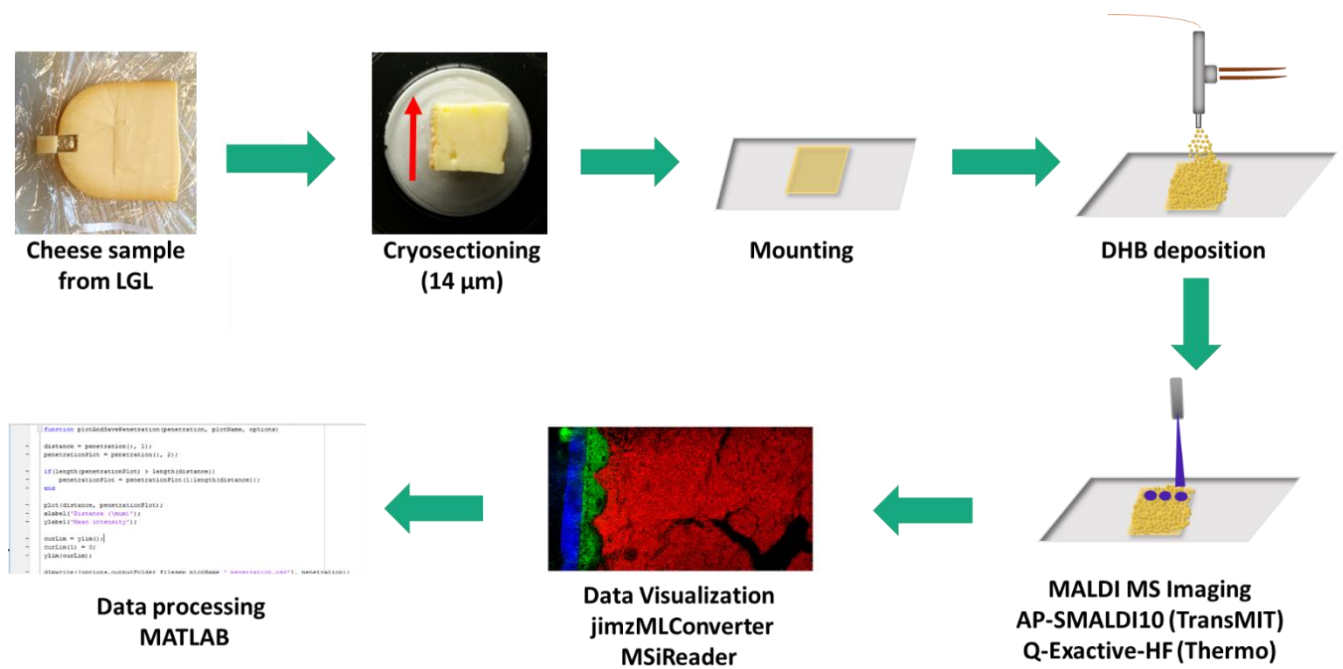 Cheese sample
from LGL
Cryosectioning
(14 µm)
Mounting
DHB deposition
function plotAndSavePenetration(penetration, plotName, options)
distance = penetration(:, 1);
penetrationPlot = penetration(:, 2);
if(length(penetrationPlot) > length(distance))
penetrationPlot = penetrationPlot(1:length(distance));
end
plot(distance, penetrationPlot);
xlabel('Distance (\mum)');
ylabel('Mean intensity');
curLim = ylim();
curLim(1) = 0;
ylim(curLim);
Data processing
MATLAB
Data Visualization
jimzMLConverter
MSiReader
MALDI MS Imaging
AP-SMALDI10 (TransMIT)
Q-Exactive-HF (Thermo)